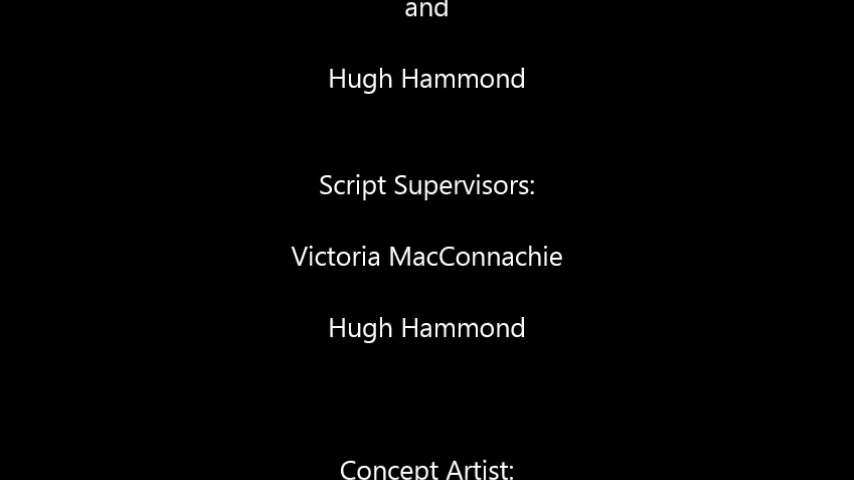 and
Hugh Hammond
Script Supervisors:
Victoria MacConnachie
Hugh Hammond
Concept Artist: